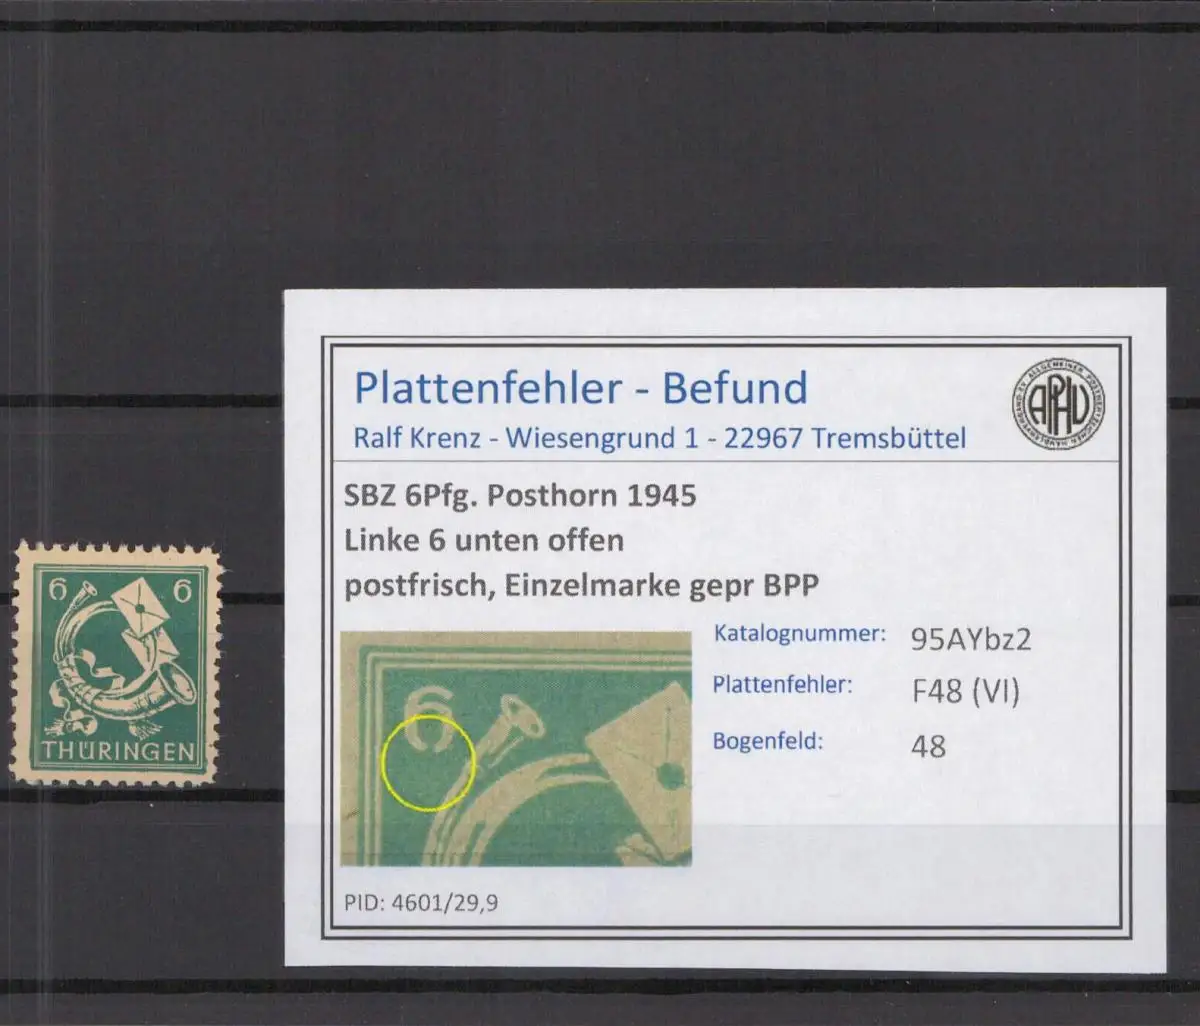 6 6
THÜRINGEN
Plattenfehler - Befund
Ralf Krenz - Wiesengrund 1 - 22967 Tremsbüttel
APHV
SBZ 6Pfg. Posthorn 1945
Linke 6 unten offen
postfrisch, Einzelmarke gepr BPP
6
Katalognummer: 95AYbz2
Plattenfehler: F48 (VI)
Bogenfeld: 48
PID: 4601/29,9